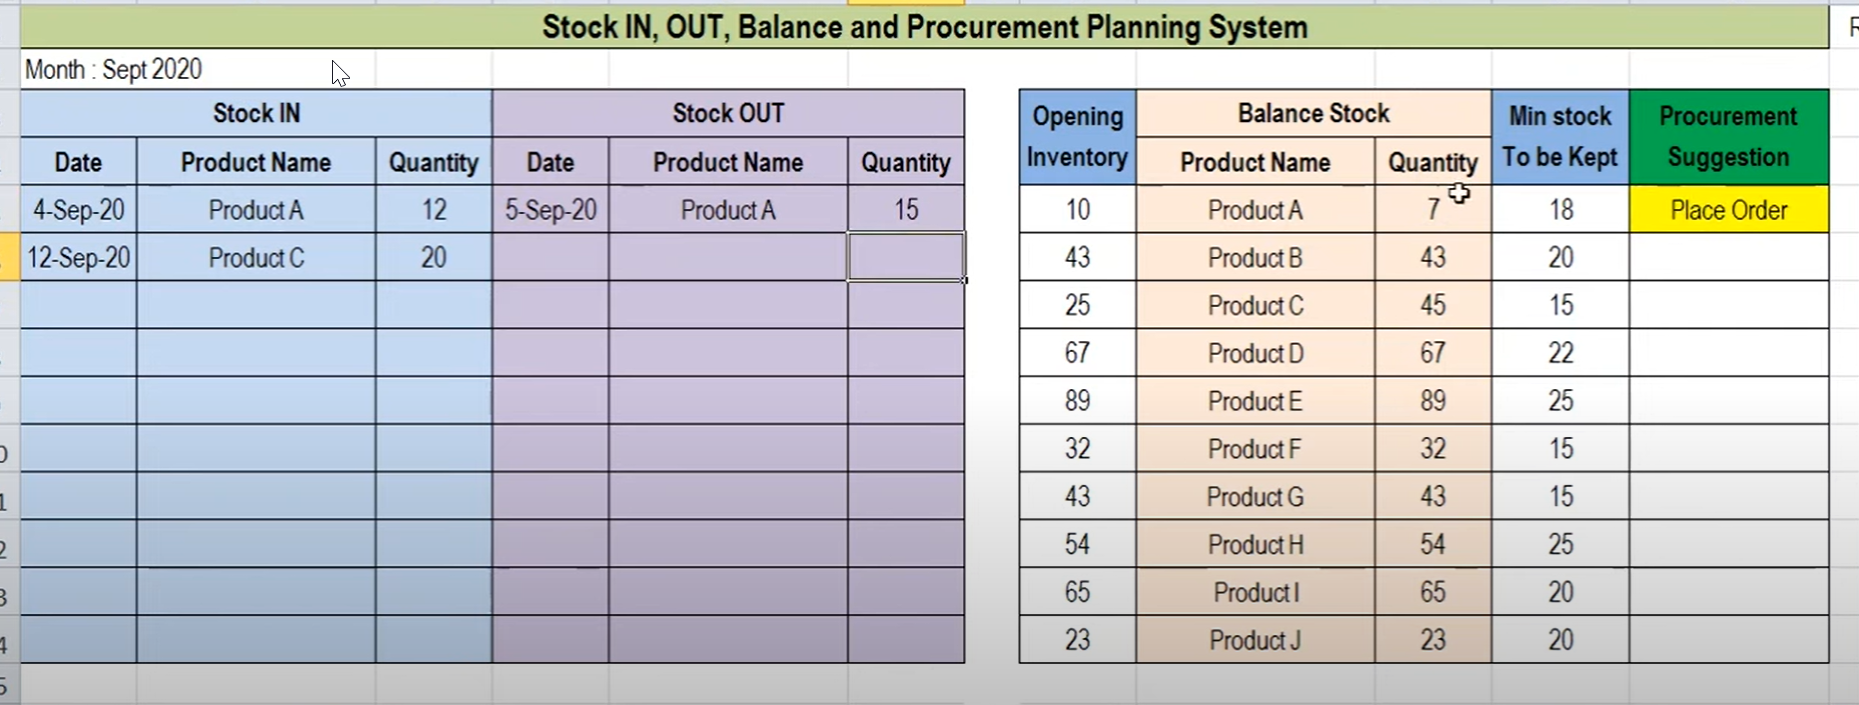 Stock IN, OUT, Balance and Procurement Planning System
Month : Sept 2020
Stock IN Stock OUT Opening Inventory Balance Stock Min stock To be Kept Procurement Suggestion
Date Product Name Quantity Date Product Name Quantity Product Name Quantity
4-Sep-20 Product A 12 5-Sep-20 Product A 15 10 Product A 7 18 Place Order
12-Sep-20 Product C 20 43 Product B 43 20
25 Product C 45 15
67 Product D 67 22
89 Product E 89 25
32 Product F 32 15
43 Product G 43 15
54 Product H 54 25
65 Product I 65 20
23 Product J 23 20